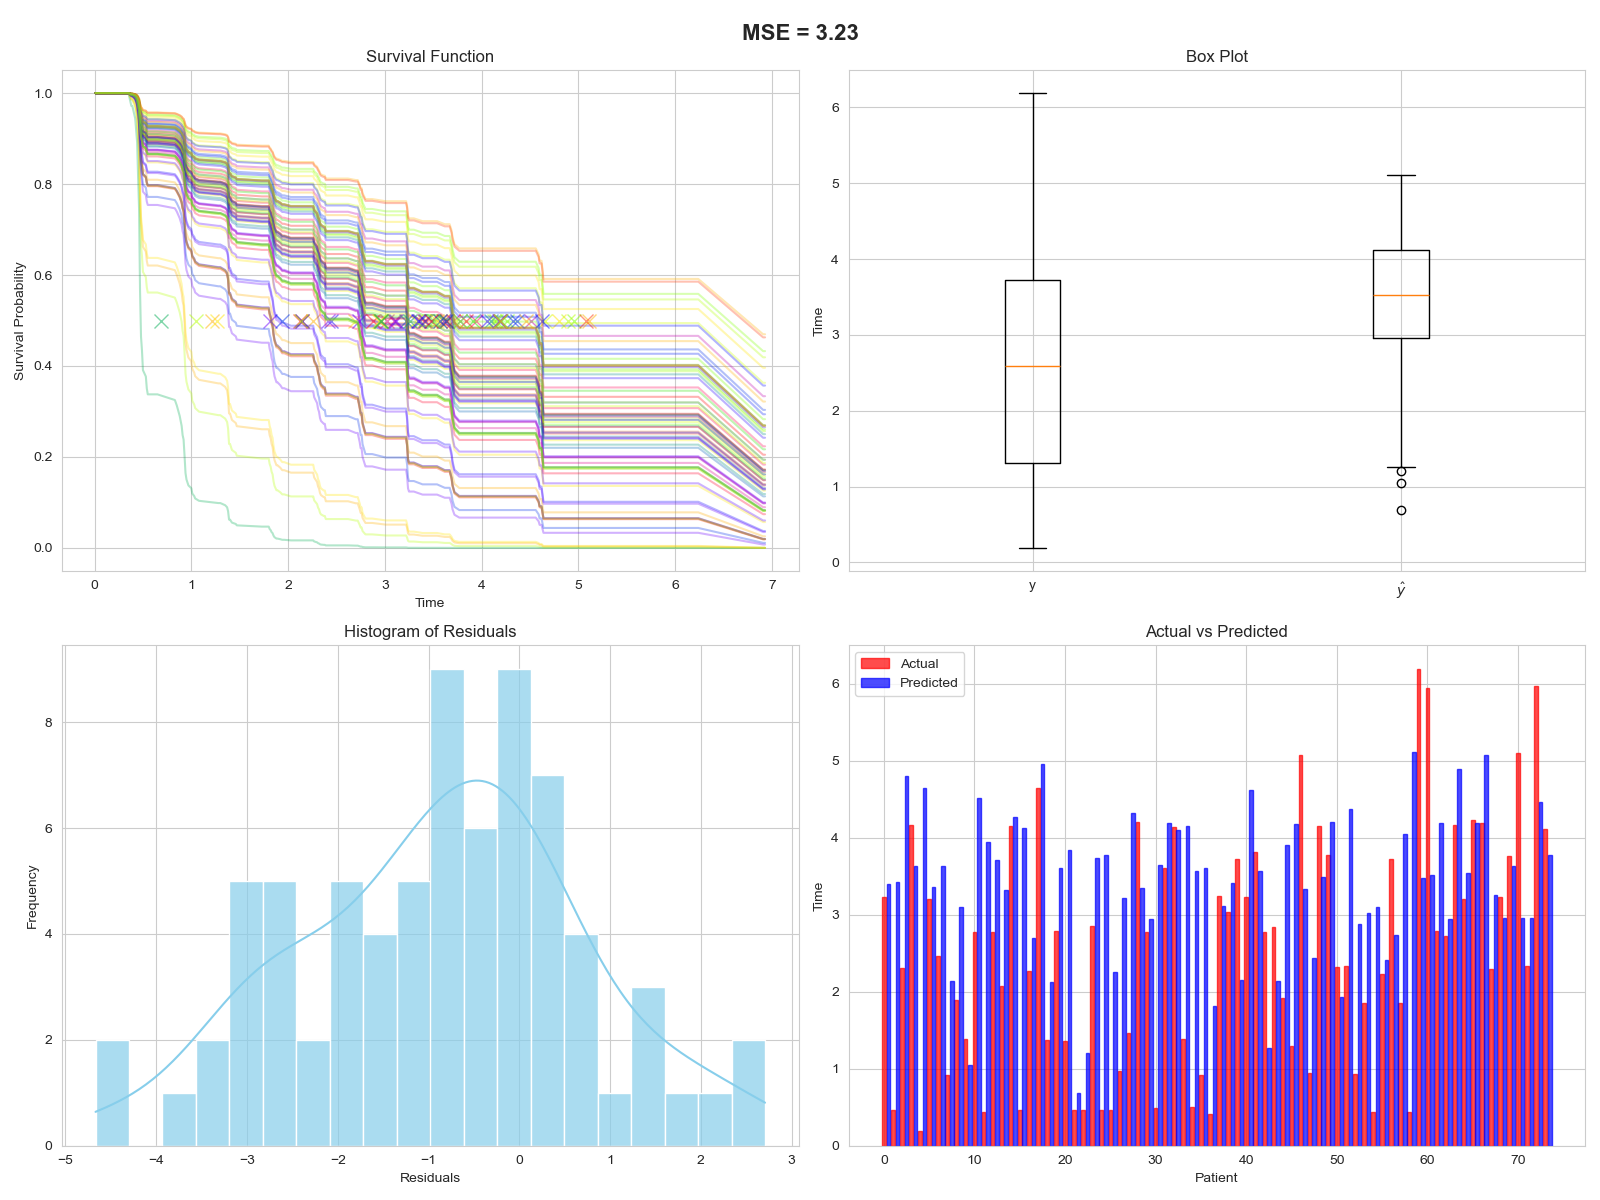 MSE = 3.23
Survival Function
Survival Probability
1.0
0.8
0.6
0.4
0.2
0.0
0 1 2 3 4 5 6 7
Time
Box Plot
Time
6
5
4
3
2
1
0
y ŷ
Histogram of Residuals
Frequency
8
6
4
2
0
−5 −4 −3 −2 −1 0 1 2 3
Residuals
Actual vs Predicted
Actual
Predicted
Time
6
5
4
3
2
1
0
0 10 20 30 40 50 60 70
Patient